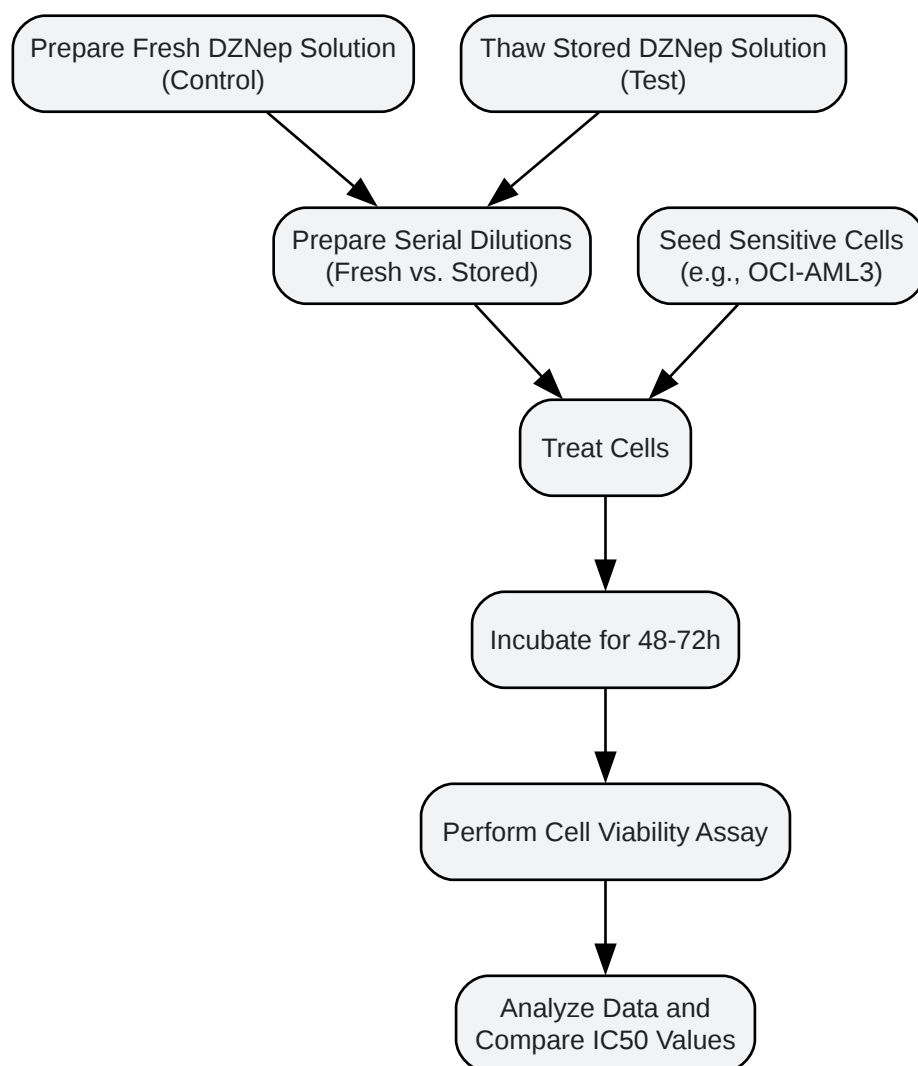 Prepare Fresh DZNep Solution
(Control)
Thaw Stored DZNep Solution
(Test)
Prepare Serial Dilutions
(Fresh vs. Stored)
Seed Sensitive Cells
(e.g., OCI-AML3)
Treat Cells
Incubate for 48-72h
Perform Cell Viability Assay
Analyze Data and
Compare IC50 Values